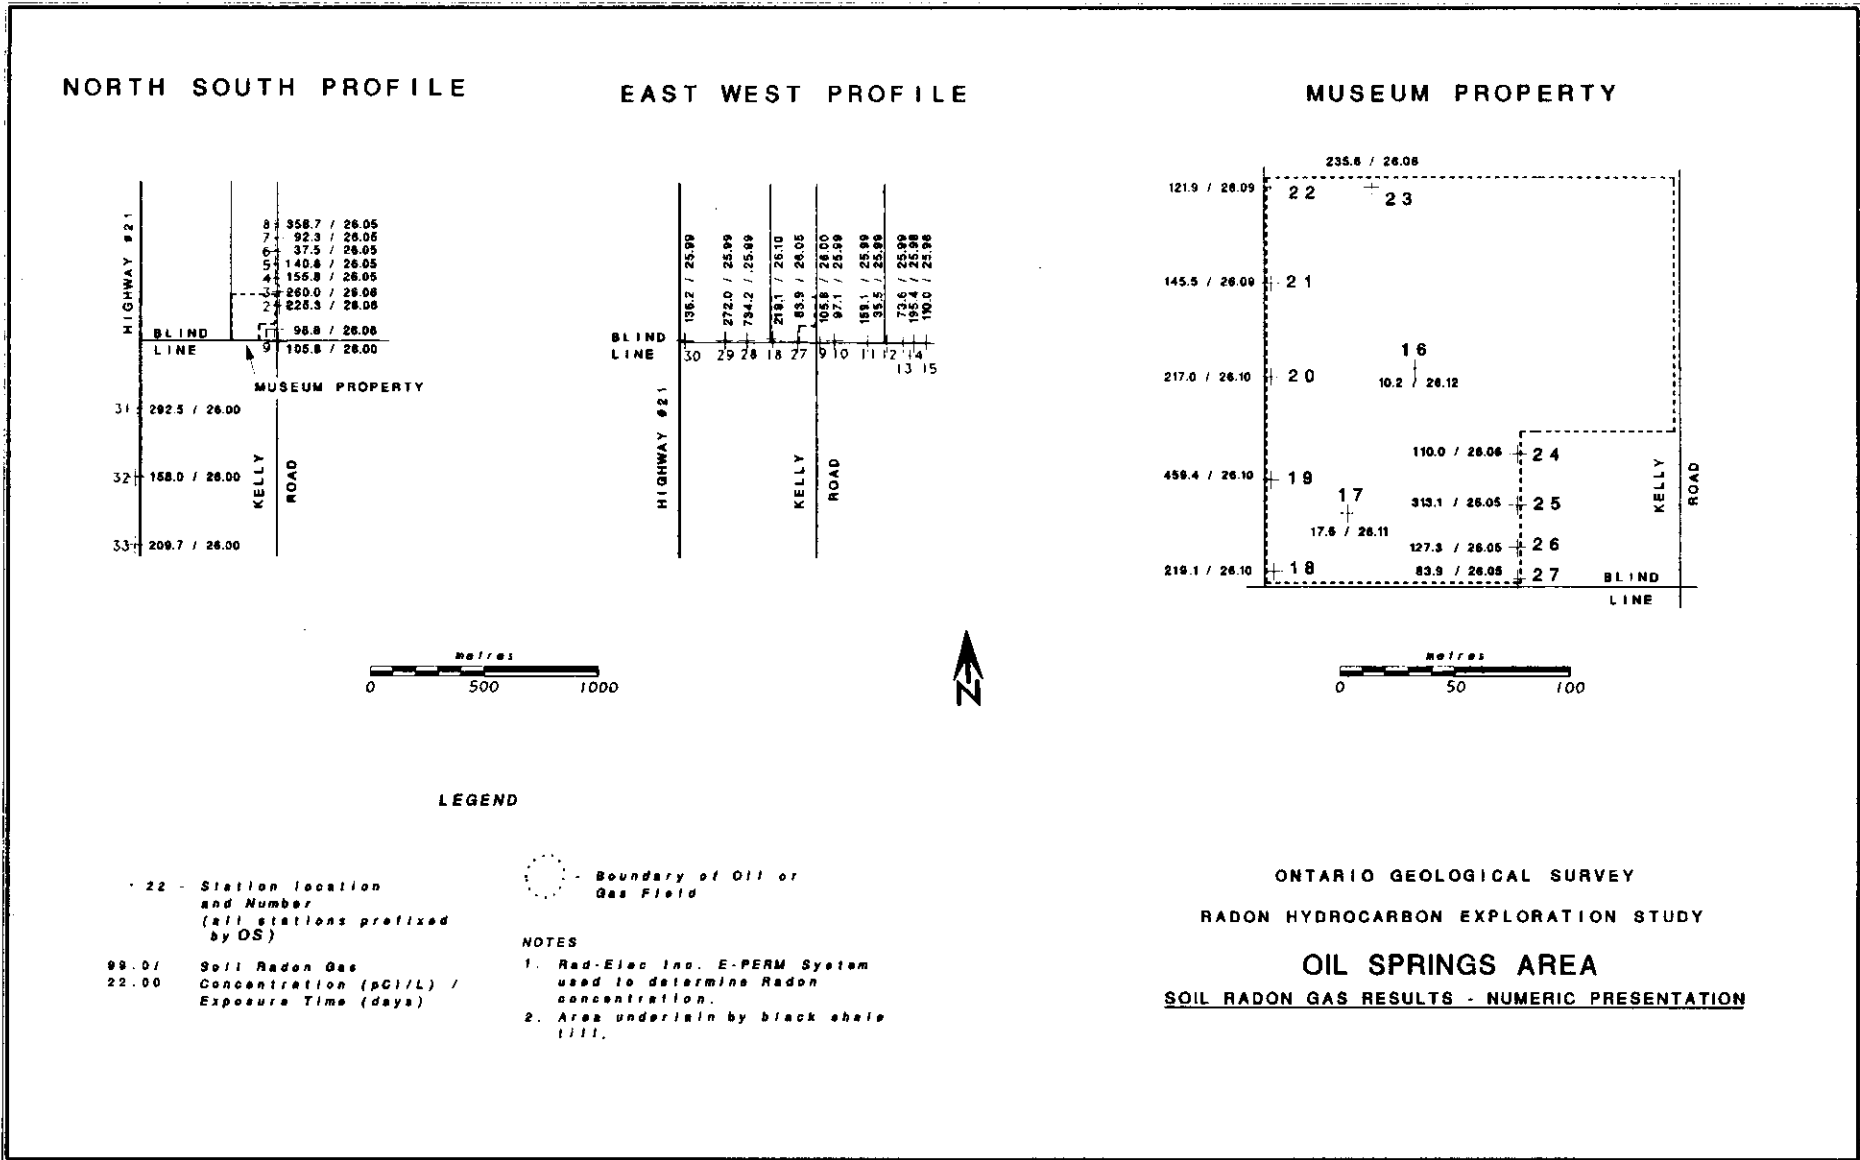 NORTH SOUTH PROFILE
HIGHWAY #21
8 358.7 / 26.05
7 92.3 / 26.05
6 37.5 / 26.05
5 140.6 / 26.05
4 155.8 / 26.05
3 260.0 / 26.06
2 225.3 / 26.06
98.8 / 26.06
BLIND
LINE
9 105.8 / 26.00
MUSEUM PROPERTY
31 292.5 / 26.00
32 158.0 / 26.00
33 209.7 / 26.00
KELLY
ROAD
EAST WEST PROFILE
136.2 / 25.99
272.0 / 25.99
734.2 / 25.99
219.1 / 26.10
83.9 / 26.05
105.8 / 26.00
97.1 / 25.99
159.1 / 25.99
35.5 / 25.99
73.6 / 25.99
195.4 / 25.98
110.0 / 25.98
BLIND
LINE
30 29 28 18 27 9 10 11 12 14
13 15
HIGHWAY #21
KELLY
ROAD
MUSEUM PROPERTY
235.6 / 26.08
121.9 / 26.09 22
23
145.5 / 26.09 21
16
217.0 / 26.10 20
10.2 / 26.12
110.0 / 26.06 24
459.4 / 26.10 19
17
313.1 / 26.05 25
17.6 / 26.11
127.3 / 26.05 26
219.1 / 26.10 18
83.9 / 26.05 27
BLIND
LINE
KELLY
ROAD
metres
0 500 1000
N
metres
0 50 100
LEGEND
22 - Station location
and Number
(all stations prefixed
by OS)
99.0/ Soil Radon Gas
22.00 Concentration (pCi/L) /
Exposure Time (days)
- Boundary of Oil or
Gas Field
NOTES
1. Rad-Elec Inc. E-PERM System
used to determine Radon
concentration.
2. Area underlain by black shale
till.
ONTARIO GEOLOGICAL SURVEY
RADON HYDROCARBON EXPLORATION STUDY
OIL SPRINGS AREA
SOIL RADON GAS RESULTS - NUMERIC PRESENTATION